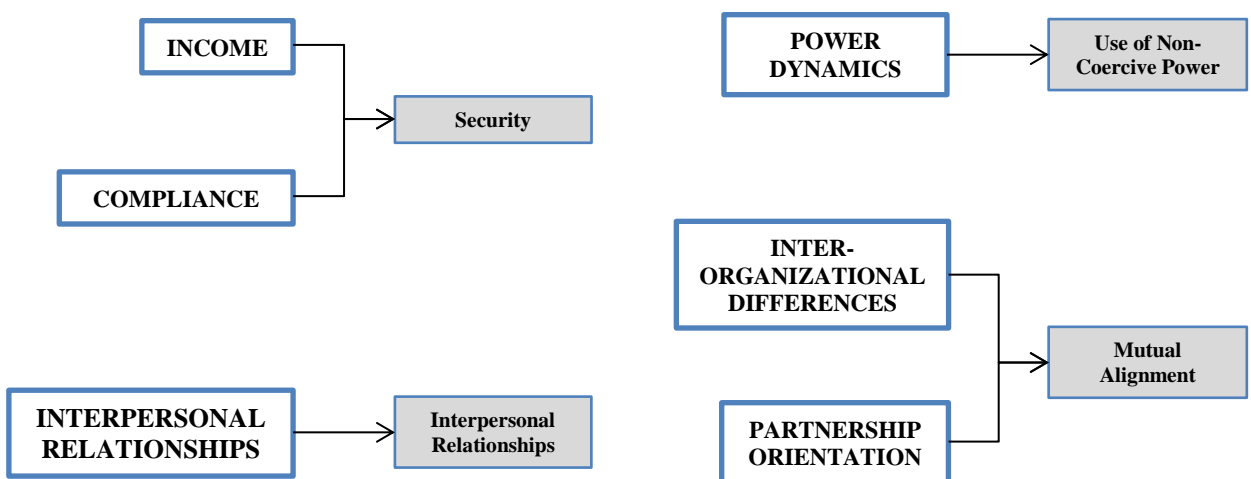 INCOME
Security
COMPLIANCE
INTERPERSONAL
RELATIONSHIPS
Interpersonal
Relationships
POWER
DYNAMICS
Use of Non-
Coercive Power
INTER-
ORGANIZATIONAL
DIFFERENCES
Mutual
Alignment
PARTNERSHIP
ORIENTATION